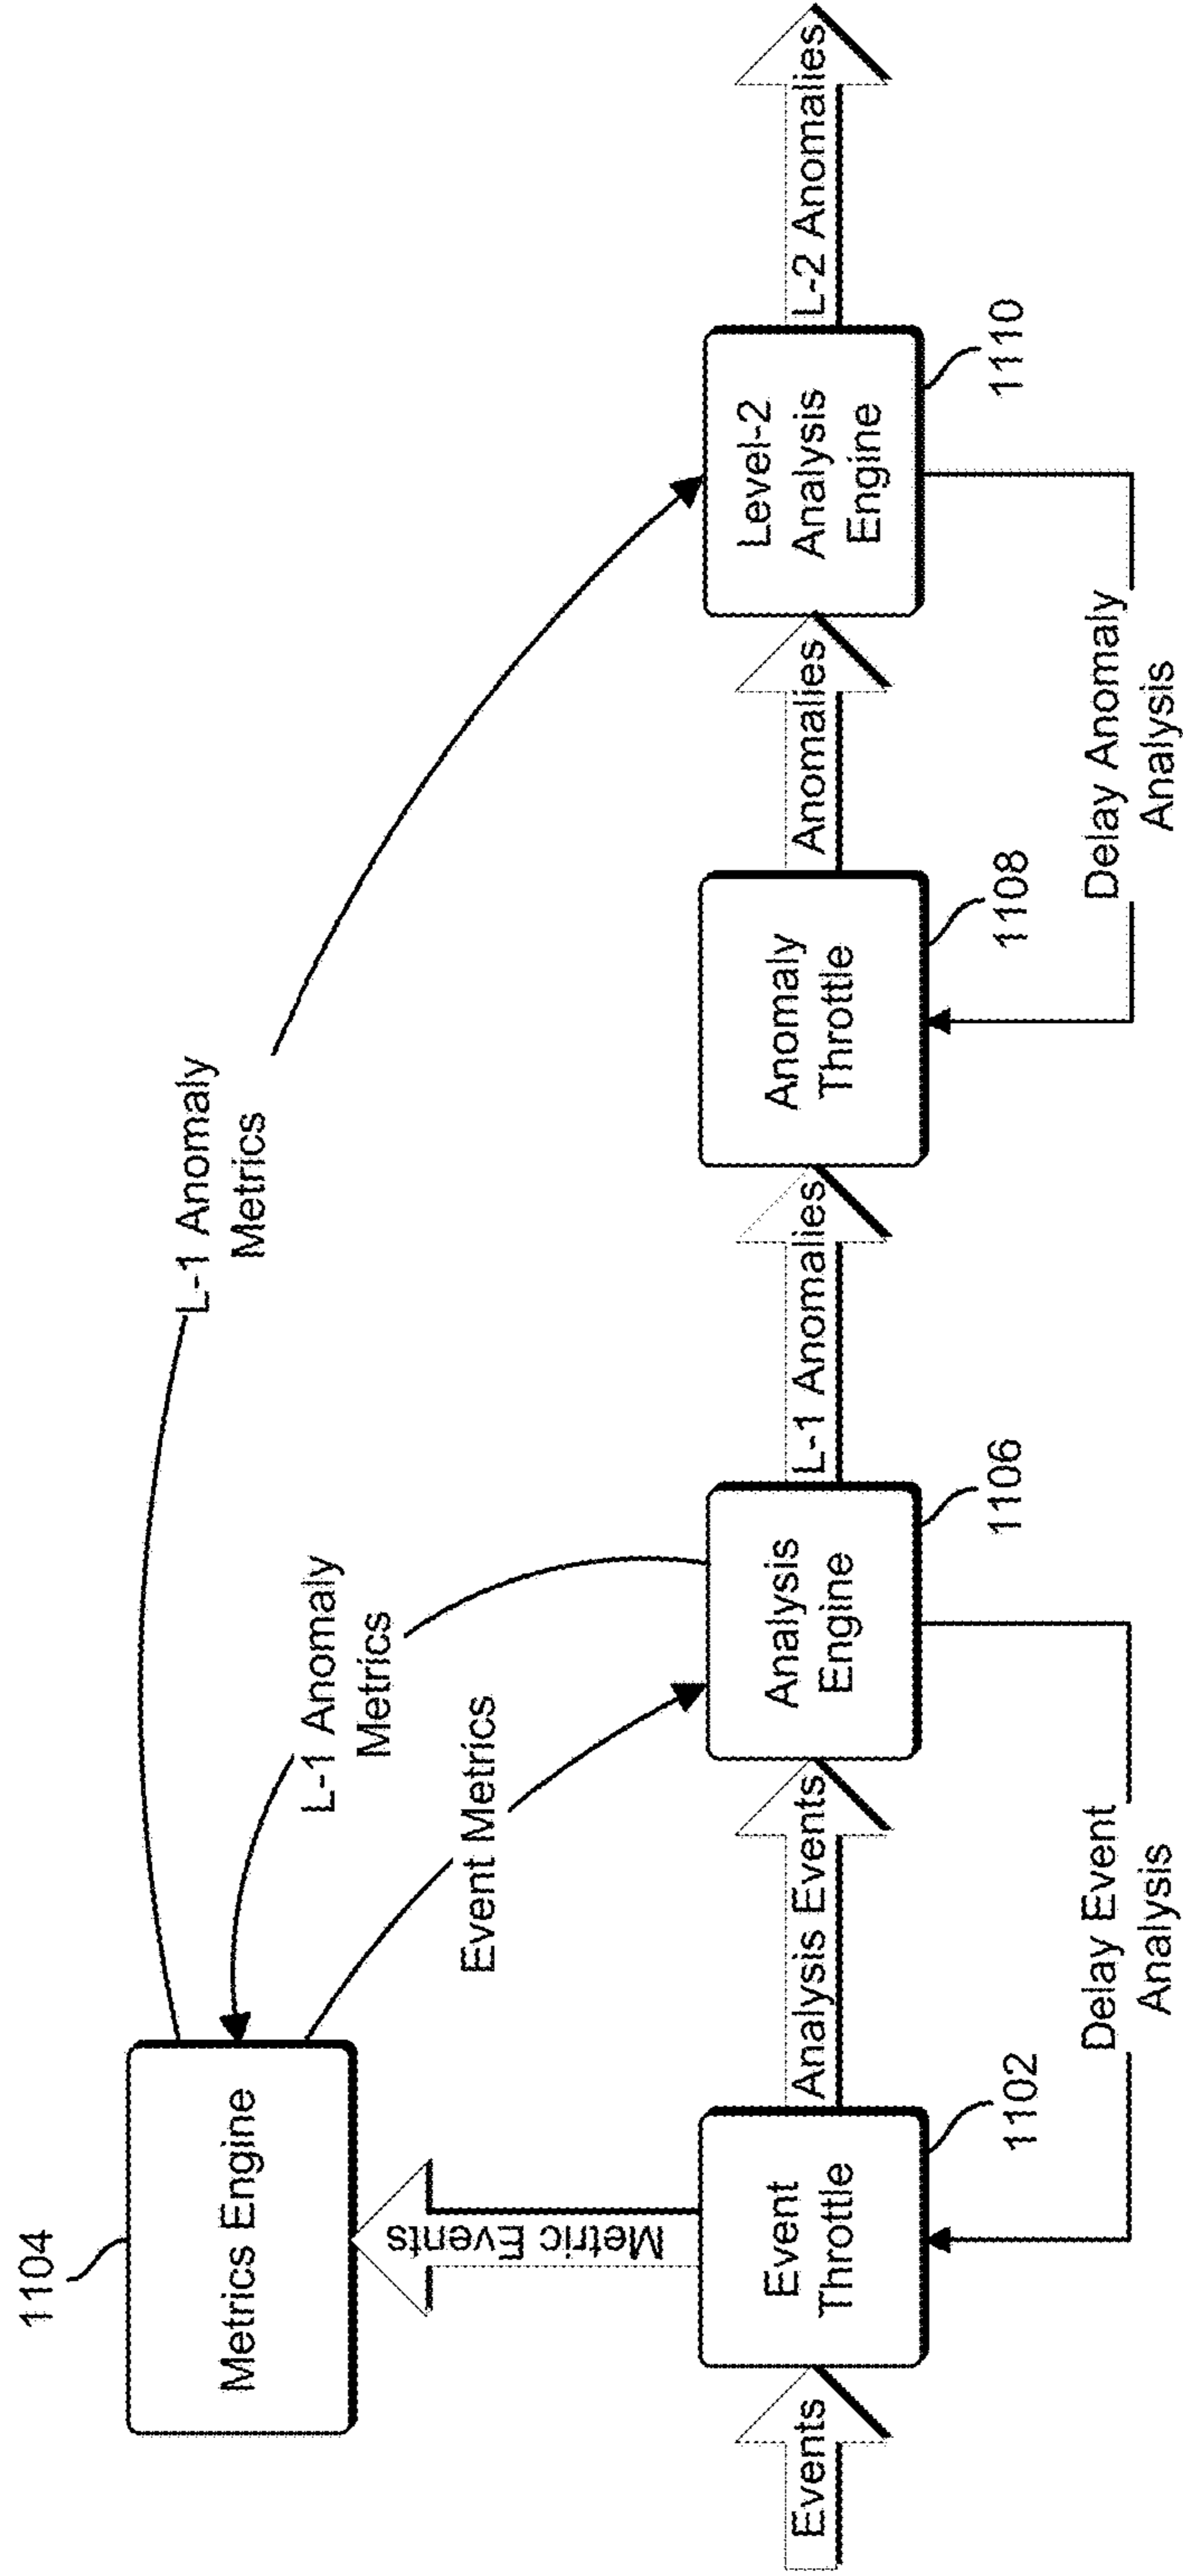 1104
Metrics Engine
L-1 Anomaly
Metrics
L-1 Anomaly
Metrics
Event Metrics
Metric Events
Events
Event
Throttle
1102
Analysis Events
Analysis
Engine
1106
L-1 Anomalies
Anomaly
Throttle
1108
Anomalies
Level-2
Analysis
Engine
1110
L-2 Anomalies
Delay Event
Analysis
Delay Anomaly
Analysis